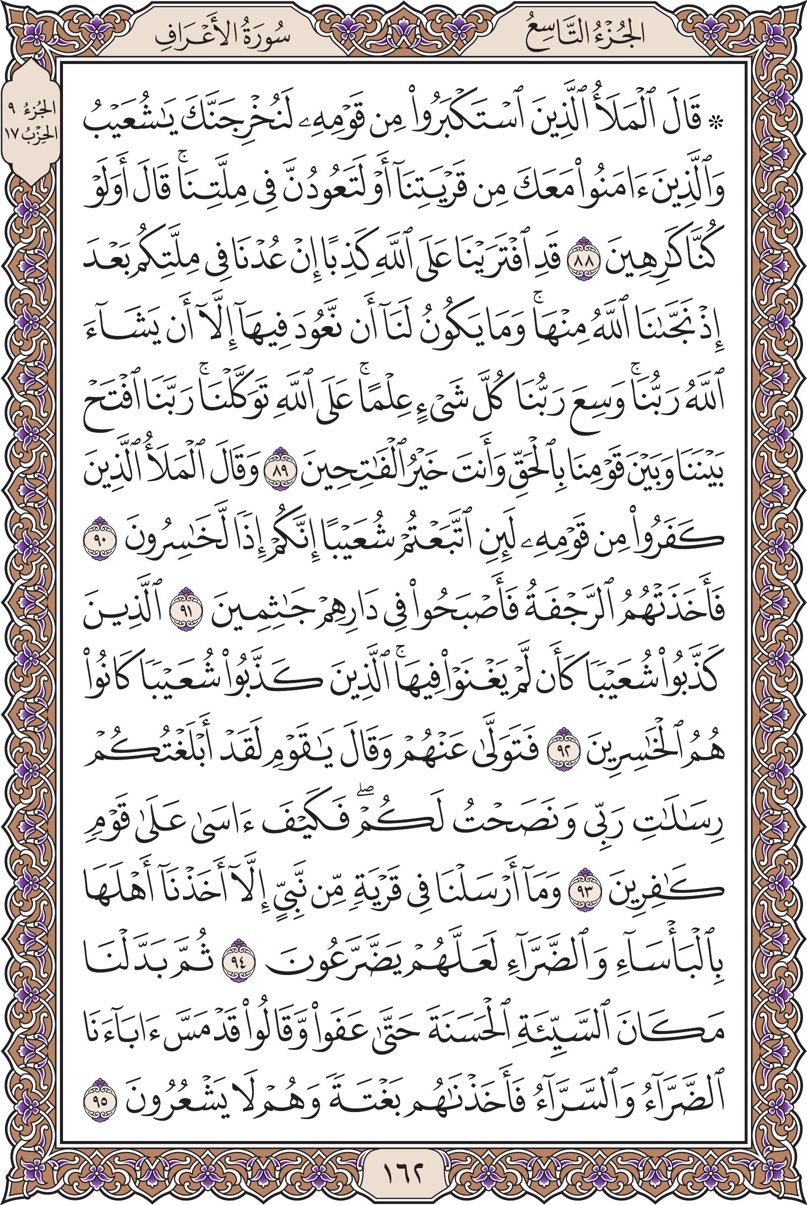 الجُزْءُ التَّاسِعُ
سُورَةُ الأَعْرَافِ
الجُزءُ ٩
الحِزْبُ ١٧
۞ قَالَ ٱلْمَلَأُ ٱلَّذِينَ ٱسْتَكْبَرُوا۟ مِن قَوْمِهِۦ لَنُخْرِجَنَّكَ يَـٰشُعَيْبُ
وَٱلَّذِينَ ءَامَنُوا۟ مَعَكَ مِن قَرْيَتِنَآ أَوْ لَتَعُودُنَّ فِى مِلَّتِنَا ۚ قَالَ أَوَلَوْ
كُنَّا كَـٰرِهِينَ ٨٨ قَدِ ٱفْتَرَيْنَا عَلَى ٱللَّهِ كَذِبًا إِنْ عُدْنَا فِى مِلَّتِكُم بَعْدَ
إِذْ نَجَّىٰنَا ٱللَّهُ مِنْهَا ۚ وَمَا يَكُونُ لَنَآ أَن نَّعُودَ فِيهَآ إِلَّآ أَن يَشَآءَ
ٱللَّهُ رَبُّنَا ۚ وَسِعَ رَبُّنَا كُلَّ شَىْءٍ عِلْمًا ۚ عَلَى ٱللَّهِ تَوَكَّلْنَا ۚ رَبَّنَا ٱفْتَحْ
بَيْنَنَا وَبَيْنَ قَوْمِنَا بِٱلْحَقِّ وَأَنتَ خَيْرُ ٱلْفَـٰتِحِينَ ٨٩ وَقَالَ ٱلْمَلَأُ ٱلَّذِينَ
كَفَرُوا۟ مِن قَوْمِهِۦ لَئِنِ ٱتَّبَعْتُمْ شُعَيْبًا إِنَّكُمْ إِذًا لَّخَـٰسِرُونَ ٩٠
فَأَخَذَتْهُمُ ٱلرَّجْفَةُ فَأَصْبَحُوا۟ فِى دَارِهِمْ جَـٰثِمِينَ ٩١ ٱلَّذِينَ
كَذَّبُوا۟ شُعَيْبًا كَأَن لَّمْ يَغْنَوْا۟ فِيهَا ۚ ٱلَّذِينَ كَذَّبُوا۟ شُعَيْبًا كَانُوا۟
هُمُ ٱلْخَـٰسِرِينَ ٩٢ فَتَوَلَّىٰ عَنْهُمْ وَقَالَ يَـٰقَوْمِ لَقَدْ أَبْلَغْتُكُمْ
رِسَـٰلَـٰتِ رَبِّى وَنَصَحْتُ لَكُمْ ۖ فَكَيْفَ ءَاسَىٰ عَلَىٰ قَوْمٍ
كَـٰفِرِينَ ٩٣ وَمَآ أَرْسَلْنَا فِى قَرْيَةٍ مِّن نَّبِىٍّ إِلَّآ أَخَذْنَآ أَهْلَهَا
بِٱلْبَأْسَآءِ وَٱلضَّرَّآءِ لَعَلَّهُمْ يَضَّرَّعُونَ ٩٤ ثُمَّ بَدَّلْنَا
مَكَانَ ٱلسَّيِّئَةِ ٱلْحَسَنَةَ حَتَّىٰ عَفَوا۟ وَّقَالُوا۟ قَدْ مَسَّ ءَابَآءَنَا
ٱلضَّرَّآءُ وَٱلسَّرَّآءُ فَأَخَذْنَـٰهُم بَغْتَةً وَهُمْ لَا يَشْعُرُونَ ٩٥
١٦٢